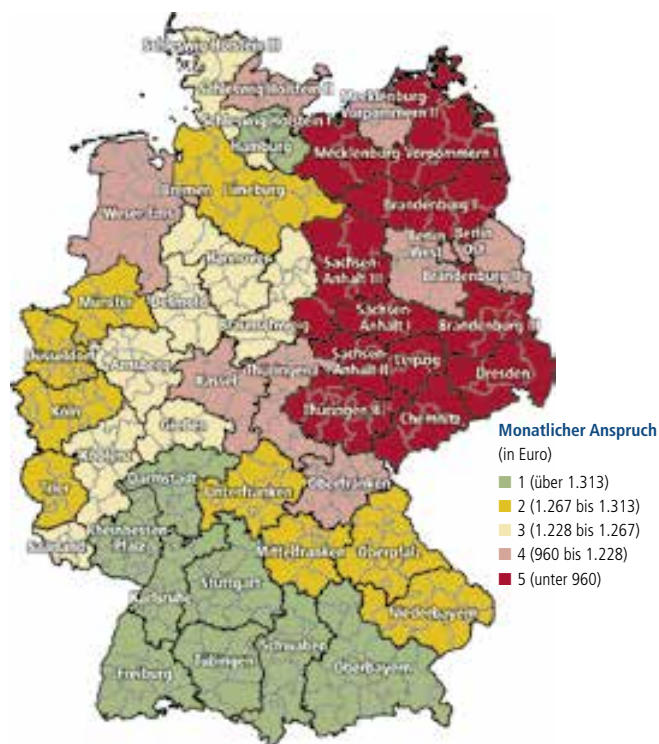 Schleswig-Holstein III
Schleswig-Holstein II
Mecklenburg-
Vorpommern II
Schleswig-Holstein I
Hamburg
Mecklenburg-Vorpommern I
Bremen
Lüneburg
Weser-Ems
Brandenburg I
Berlin
West
Berlin
Ost
Hannover
Sachsen-
Anhalt III
Brandenburg II
Münster
Detmold
Braunschweig
Sachsen-
Anhalt I
Brandenburg III
Düsseldorf
Arnsberg
Kassel
Thüringen I
Sachsen-
Anhalt II
Leipzig
Dresden
Köln
Gießen
Thüringen II
Chemnitz
Koblenz
Darmstadt
Trier
Unterfranken
Oberfranken
Rheinhessen-
Pfalz
Saarland
Mittelfranken
Oberpfalz
Stuttgart
Karlsruhe
Niederbayern
Schwaben
Freiburg
Tübingen
Oberbayern
Monatlicher Anspruch
(in Euro)
1 (über 1.313)
2 (1.267 bis 1.313)
3 (1.228 bis 1.267)
4 (960 bis 1.228)
5 (unter 960)